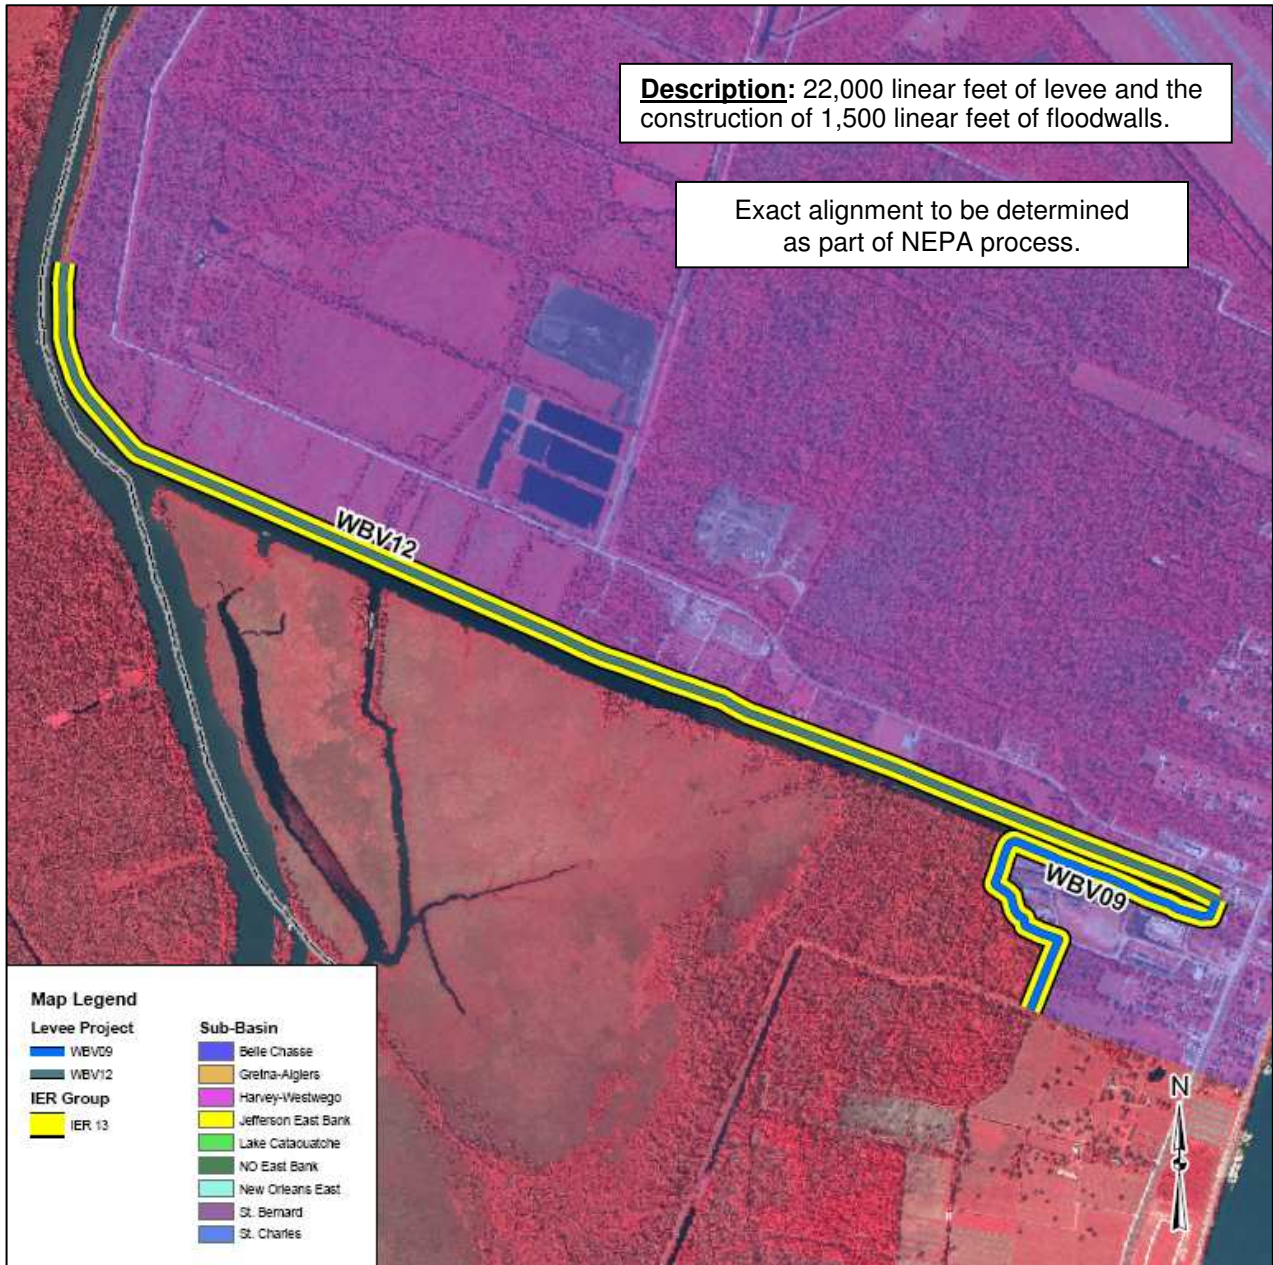 Description: 22,000 linear feet of levee and the
construction of 1,500 linear feet of floodwalls.
Exact alignment to be determined
as part of NEPA process.
WBV12
WBV09
Map Legend
Levee Project
WBV09
WBV12
IER Group
IER 13
Sub-Basin
Belle Chasse
Gretna-Algiers
Harvey-Westwego
Jefferson East Bank
Lake Cataouatche
NO East Bank
New Orleans East
St. Bernard
St. Charles
N